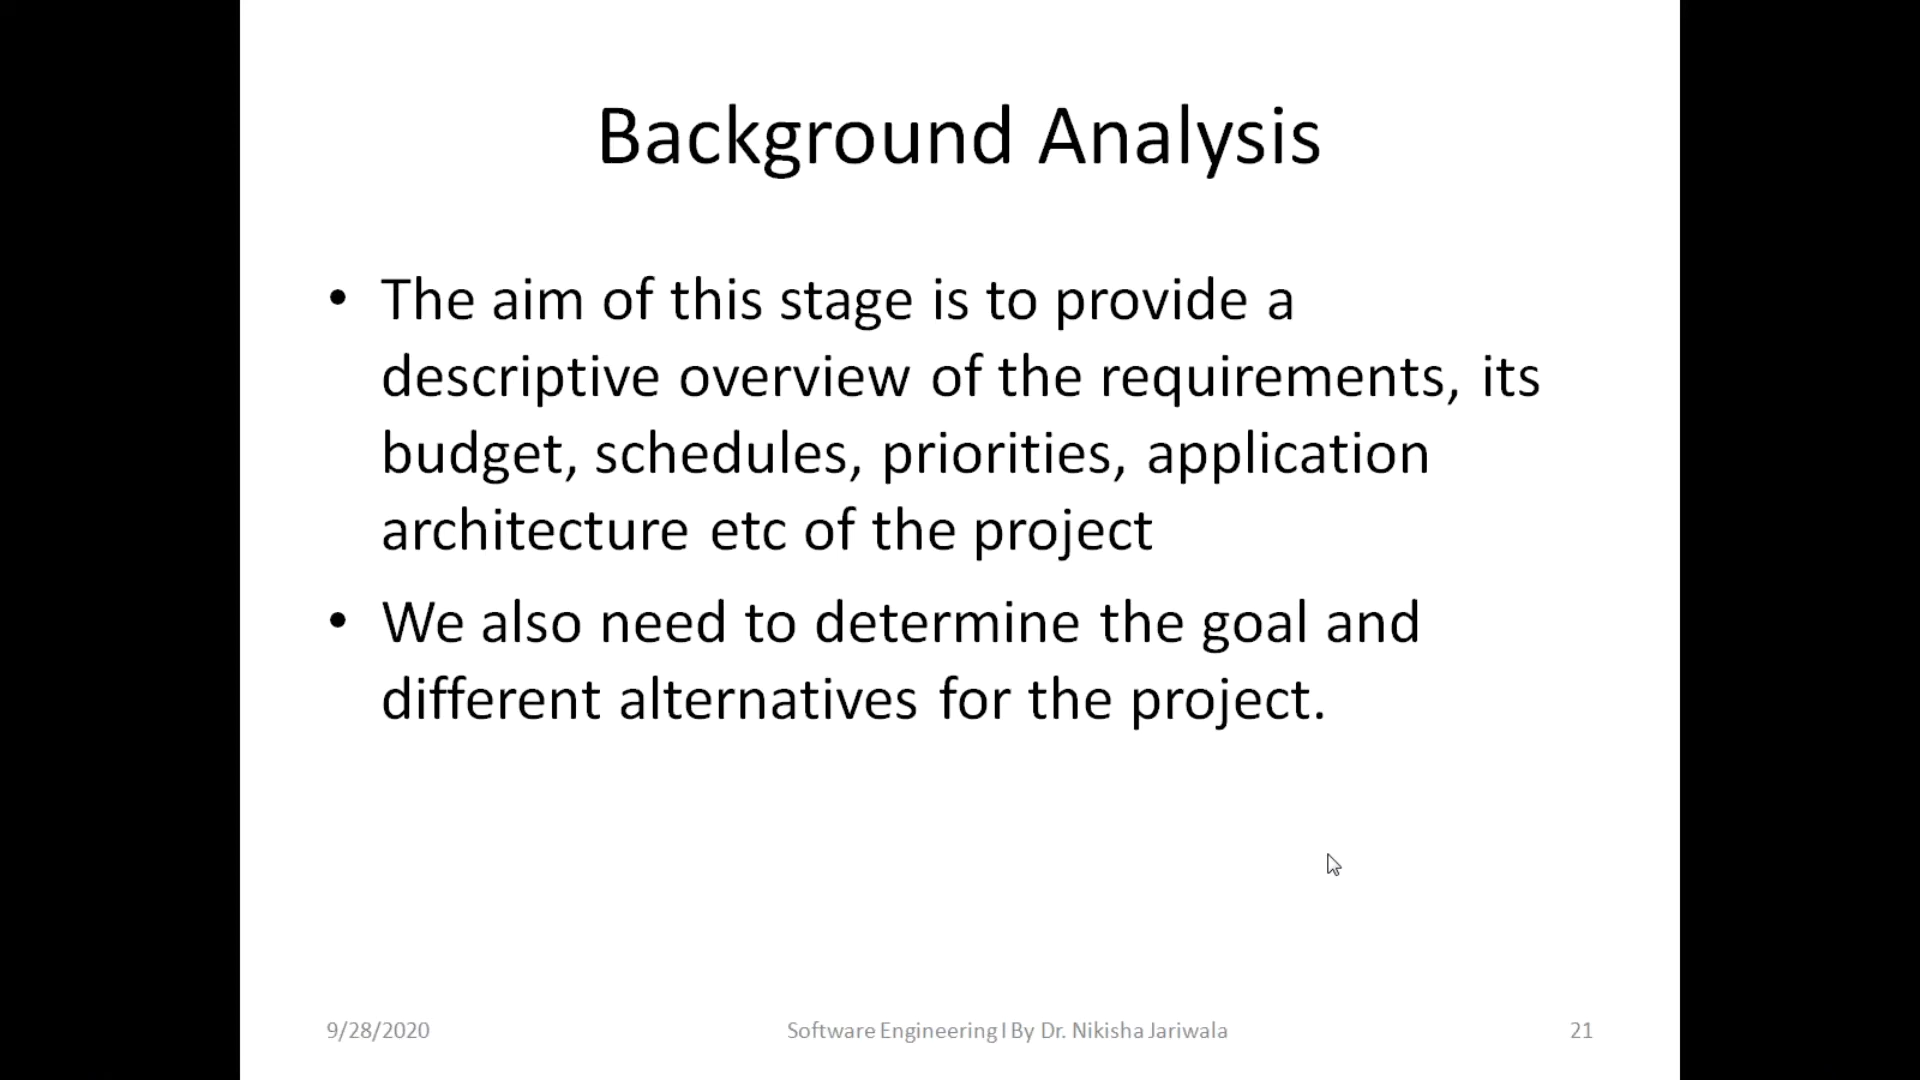 Background Analysis
• The aim of this stage is to provide a
descriptive overview of the requirements, its
budget, schedules, priorities, application
architecture etc of the project
• We also need to determine the goal and
different alternatives for the project.
9/28/2020
Software Engineering I By Dr. Nikisha Jariwala
21